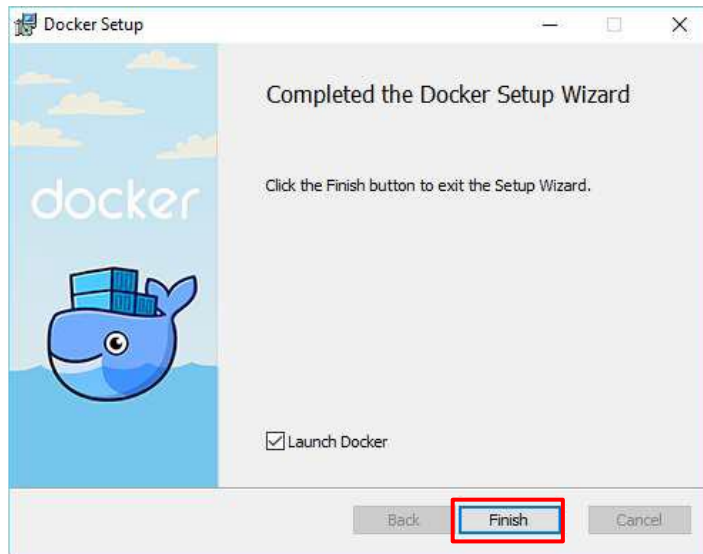 Docker Setup
Completed the Docker Setup Wizard
Click the Finish button to exit the Setup Wizard.
docker
Launch Docker
Back Finish Cancel